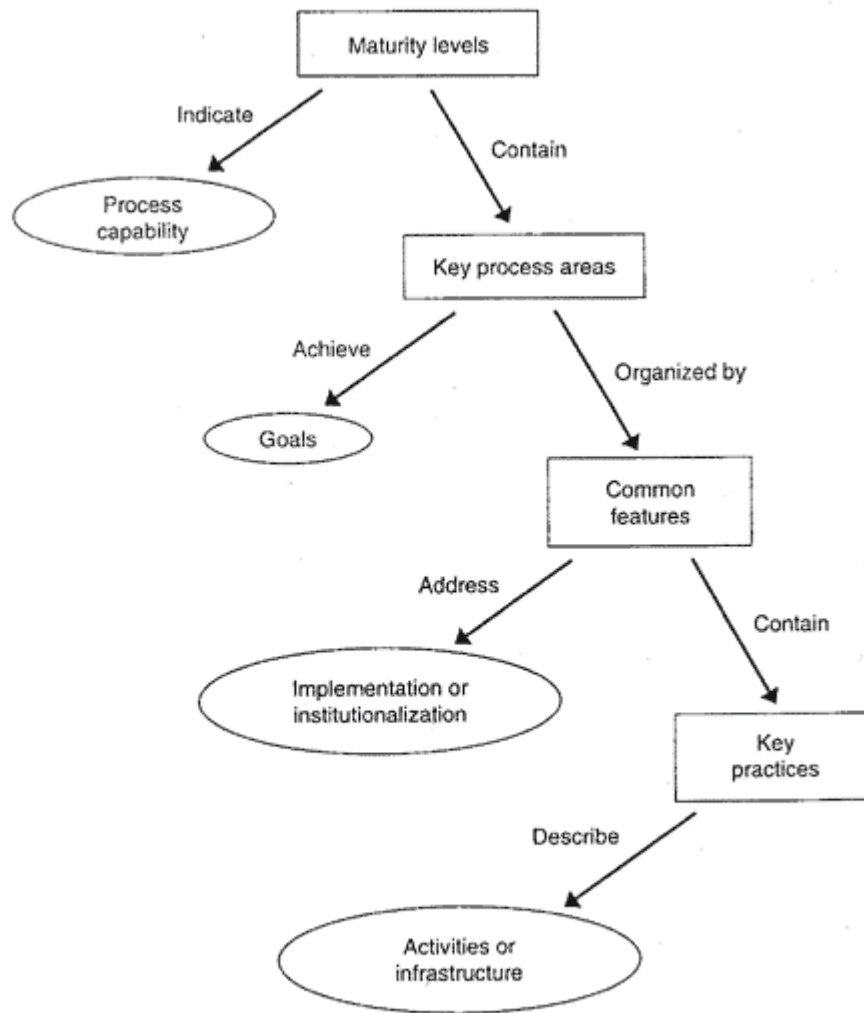 Maturity levels
Indicate
Contain
Process
capability
Key process areas
Achieve
Organized by
Goals
Common
features
Address
Contain
Implementation or
institutionalization
Key
practices
Describe
Activities or
infrastructure